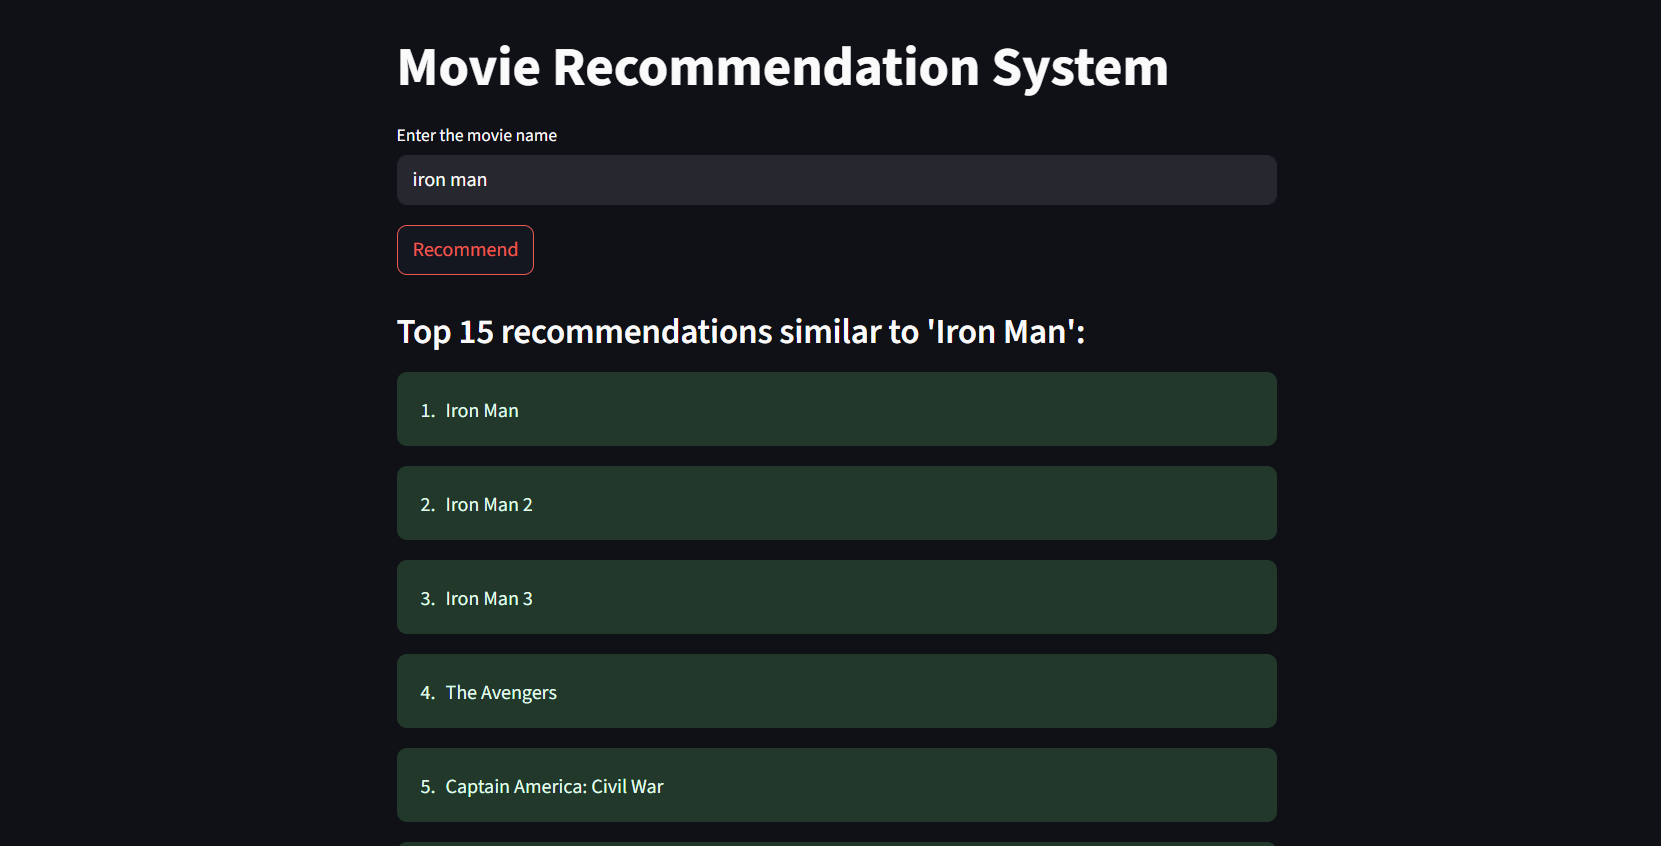 Movie Recommendation System
Enter the movie name
iron man
Recommend
Top 15 recommendations similar to 'Iron Man':
1. Iron Man
2. Iron Man 2
3. Iron Man 3
4. The Avengers
5. Captain America: Civil War